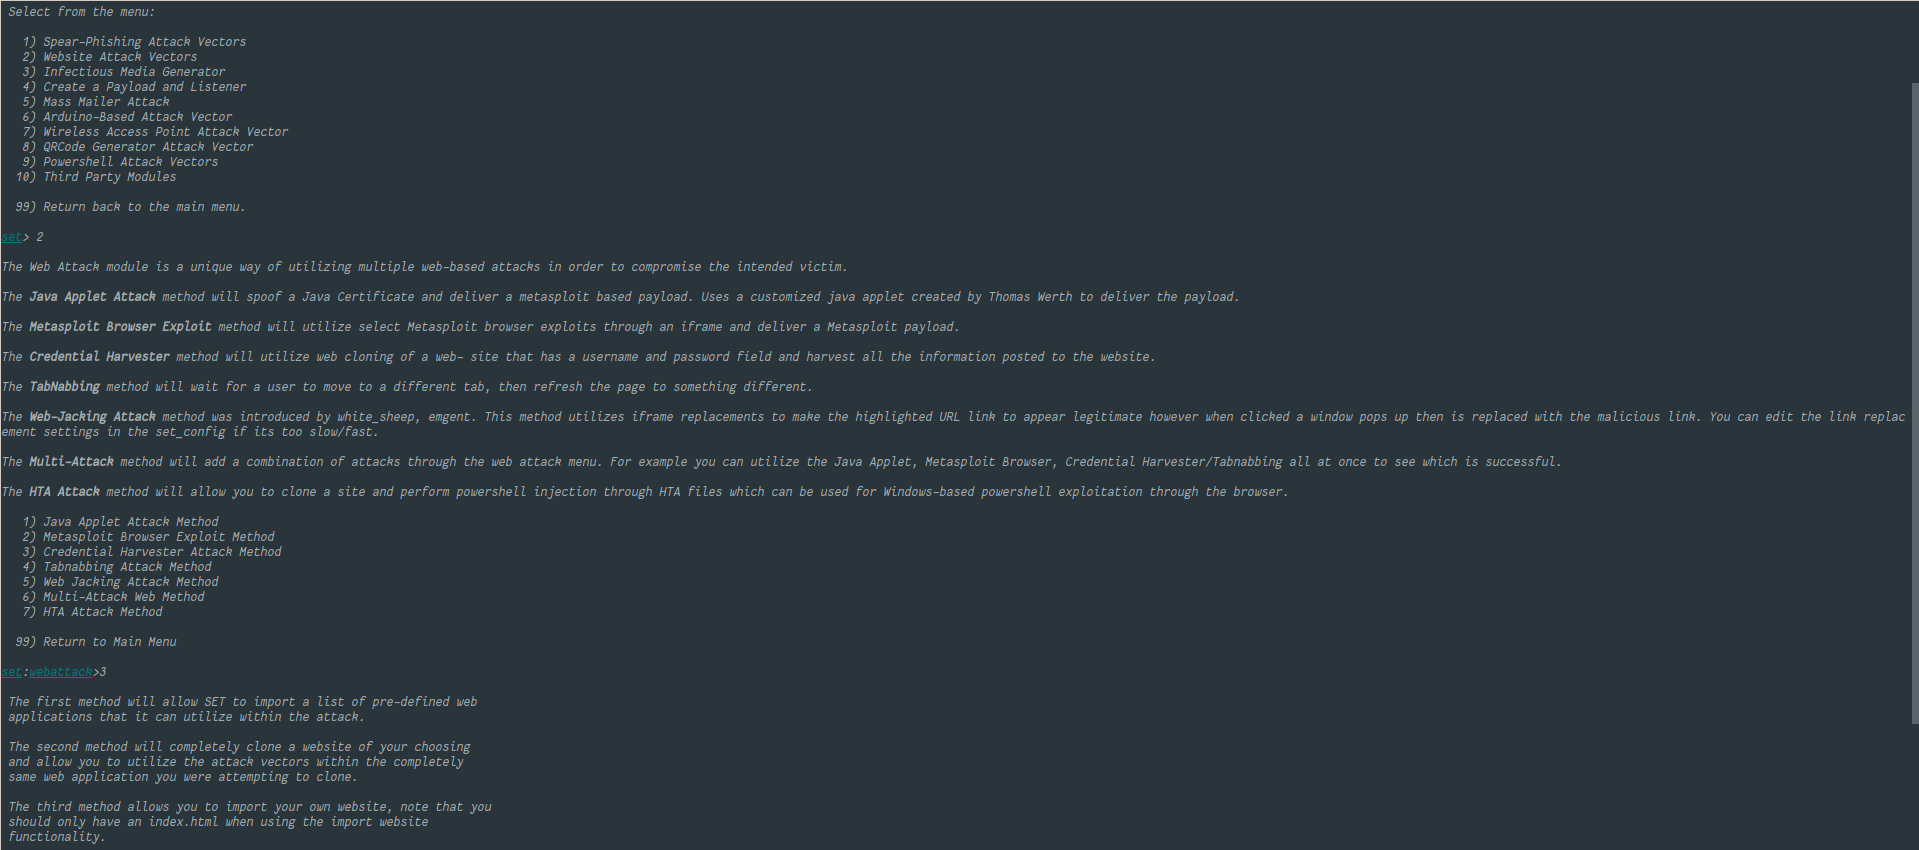 Select from the menu:
1) Spear-Phishing Attack Vectors
2) Website Attack Vectors
3) Infectious Media Generator
4) Create a Payload and Listener
5) Mass Mailer Attack
6) Arduino-Based Attack Vector
7) Wireless Access Point Attack Vector
8) QRCode Generator Attack Vector
9) Powershell Attack Vectors
10) Third Party Modules
99) Return back to the main menu.
set> 2
The Web Attack module is a unique way of utilizing multiple web-based attacks in order to compromise the intended victim.
The Java Applet Attack method will spoof a Java Certificate and deliver a metasploit based payload. Uses a customized java applet created by Thomas Werth to deliver the payload.
The Metasploit Browser Exploit method will utilize select Metasploit browser exploits through an iframe and deliver a Metasploit payload.
The Credential Harvester method will utilize web cloning of a web- site that has a username and password field and harvest all the information posted to the website.
The TabNabbing method will wait for a user to move to a different tab, then refresh the page to something different.
The Web-Jacking Attack method was introduced by white_sheep, emgent. This method utilizes iframe replacements to make the highlighted URL link to appear legitimate however when clicked a window pops up then is replaced with the malicious link. You can edit the link replac
ement settings in the set_config if its too slow/fast.
The Multi-Attack method will add a combination of attacks through the web attack menu. For example you can utilize the Java Applet, Metasploit Browser, Credential Harvester/Tabnabbing all at once to see which is successful.
The HTA Attack method will allow you to clone a site and perform powershell injection through HTA files which can be used for Windows-based powershell exploitation through the browser.
1) Java Applet Attack Method
2) Metasploit Browser Exploit Method
3) Credential Harvester Attack Method
4) Tabnabbing Attack Method
5) Web Jacking Attack Method
6) Multi-Attack Web Method
7) HTA Attack Method
99) Return to Main Menu
set:webattack>3
The first method will allow SET to import a list of pre-defined web
applications that it can utilize within the attack.
The second method will completely clone a website of your choosing
and allow you to utilize the attack vectors within the completely
same web application you were attempting to clone.
The third method allows you to import your own website, note that you
should only have an index.html when using the import website
functionality.